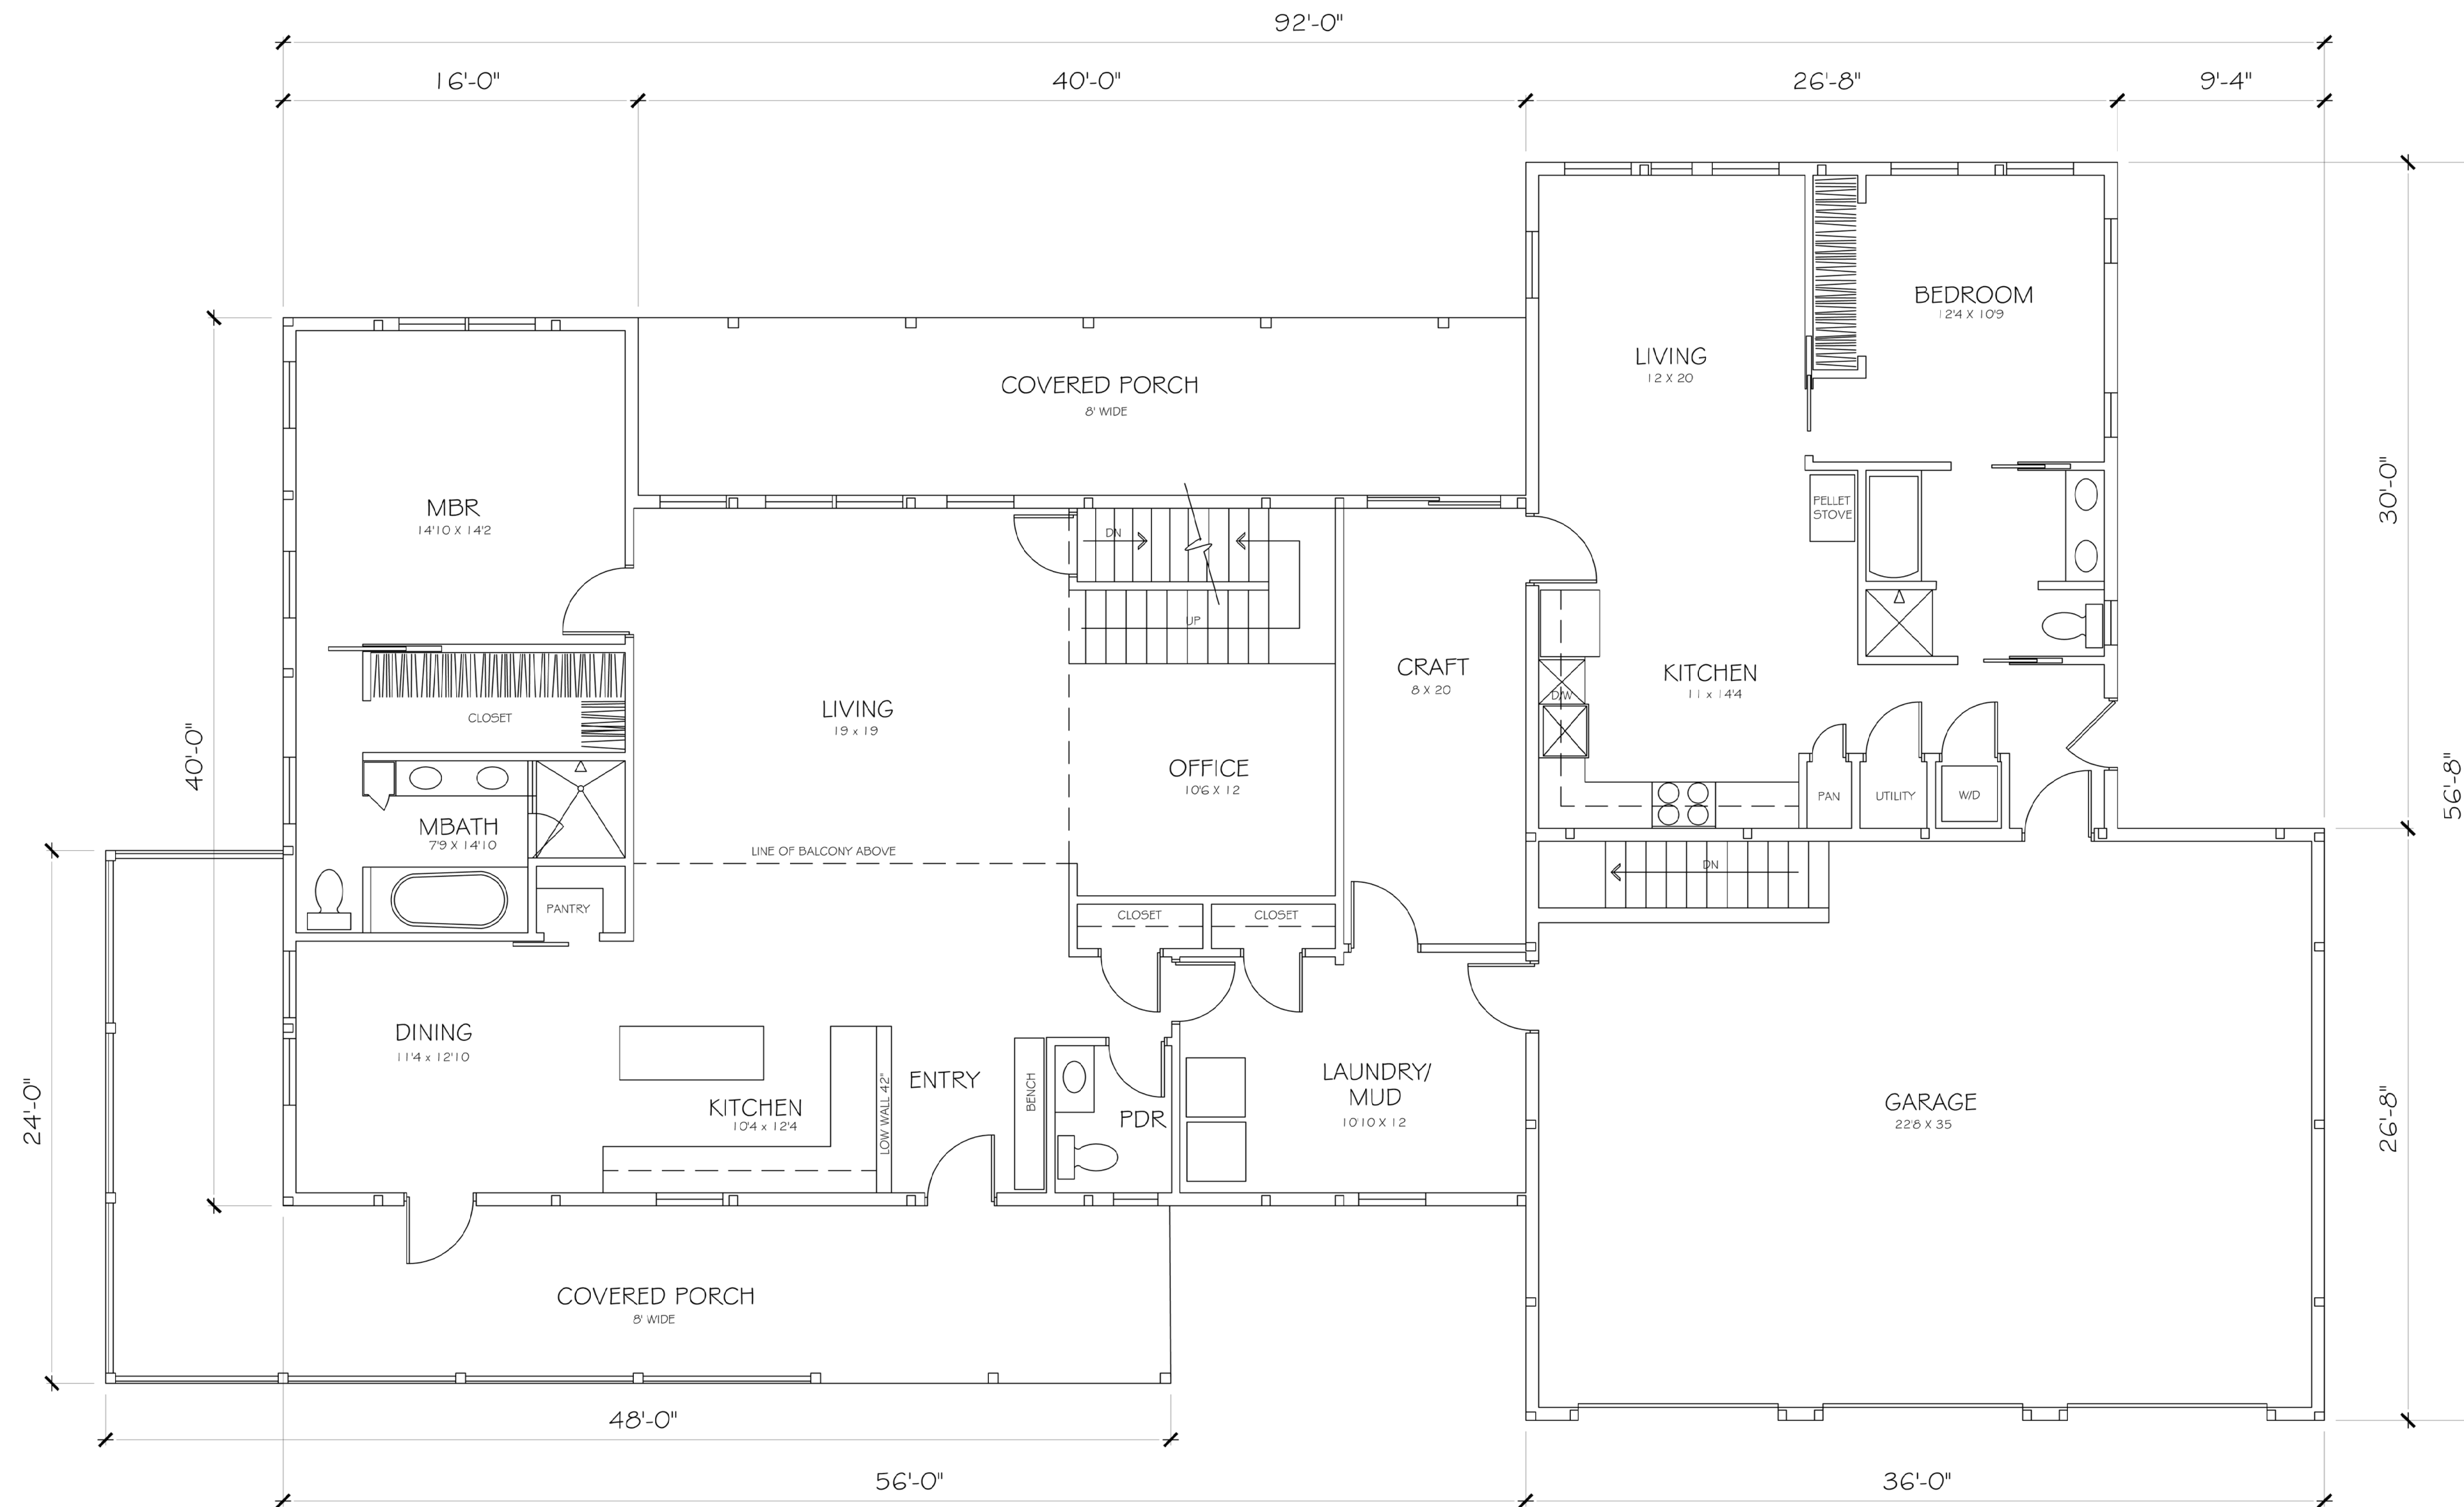 92'-0"
16'-0"
40'-0"
26'-8"
9'-4"
BEDROOM
12'4 X 10'9
LIVING
12 X 20
COVERED PORCH
8' WIDE
30'-0"
MBR
14'10 X 14'2
PELLET
STOVE
DN
UP
CRAFT
8 X 20
KITCHEN
11 x 14'4
D/W
CLOSET
LIVING
19 x 19
40'-0"
OFFICE
10'6 X 12
56'-8"
PAN
UTILITY
W/D
MBATH
7'9 X 14'10
LINE OF BALCONY ABOVE
DN
PANTRY
CLOSET
CLOSET
DINING
11'4 x 12'10
ENTRY
BENCH
LOW WALL 42"
KITCHEN
10'4 x 12'4
PDR
LAUNDRY/
MUD
10'10 X 12
GARAGE
22'8 X 35
24'-0"
26'-8"
COVERED PORCH
8' WIDE
48'-0"
56'-0"
36'-0"